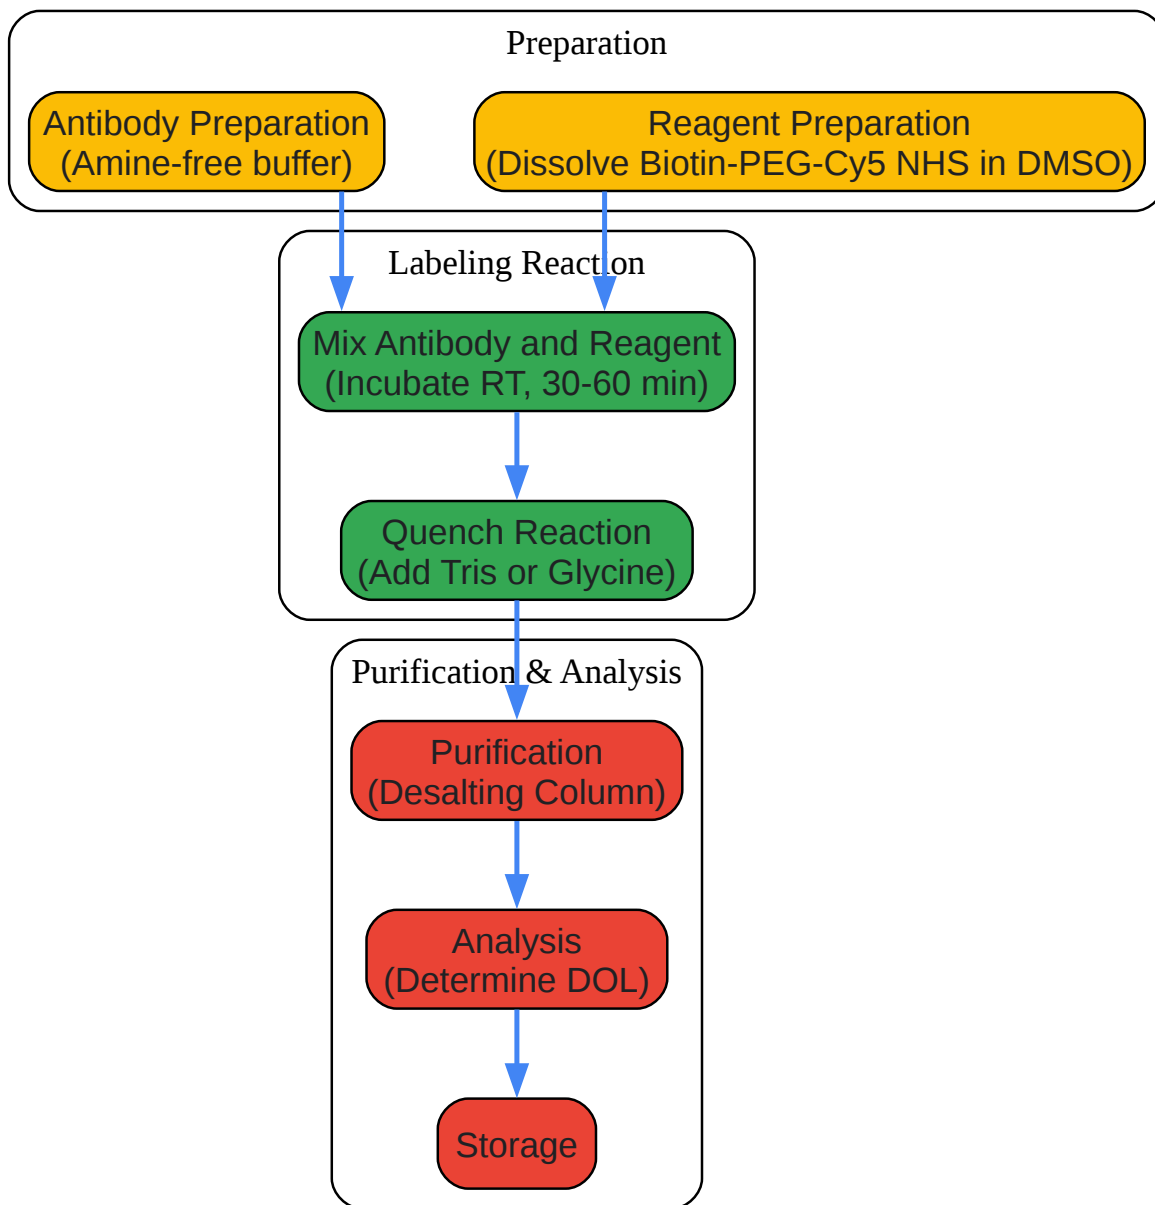 Preparation
Antibody Preparation
(Amine-free buffer)
Reagent Preparation
(Dissolve Biotin-PEG-Cy5 NHS in DMSO)
Labeling Reaction
Mix Antibody and Reagent
(Incubate RT, 30-60 min)
Quench Reaction
(Add Tris or Glycine)
Purification & Analysis
Purification
(Desalting Column)
Analysis
(Determine DOL)
Storage